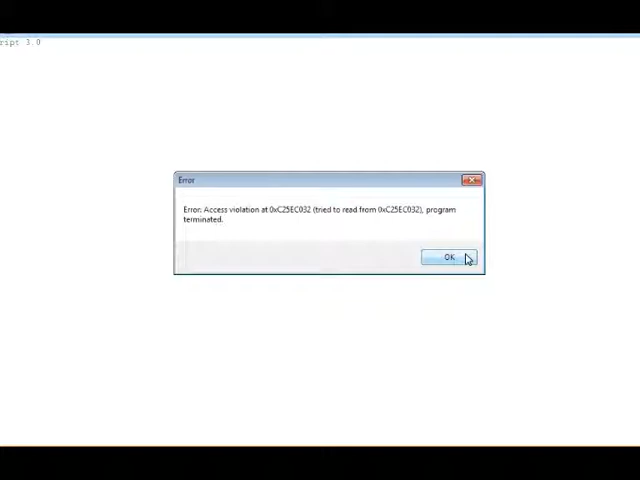 ript 3.0
Error
Error: Access violation at 0xC25EC032 (tried to read from 0xC25EC032), program
terminated.
OK